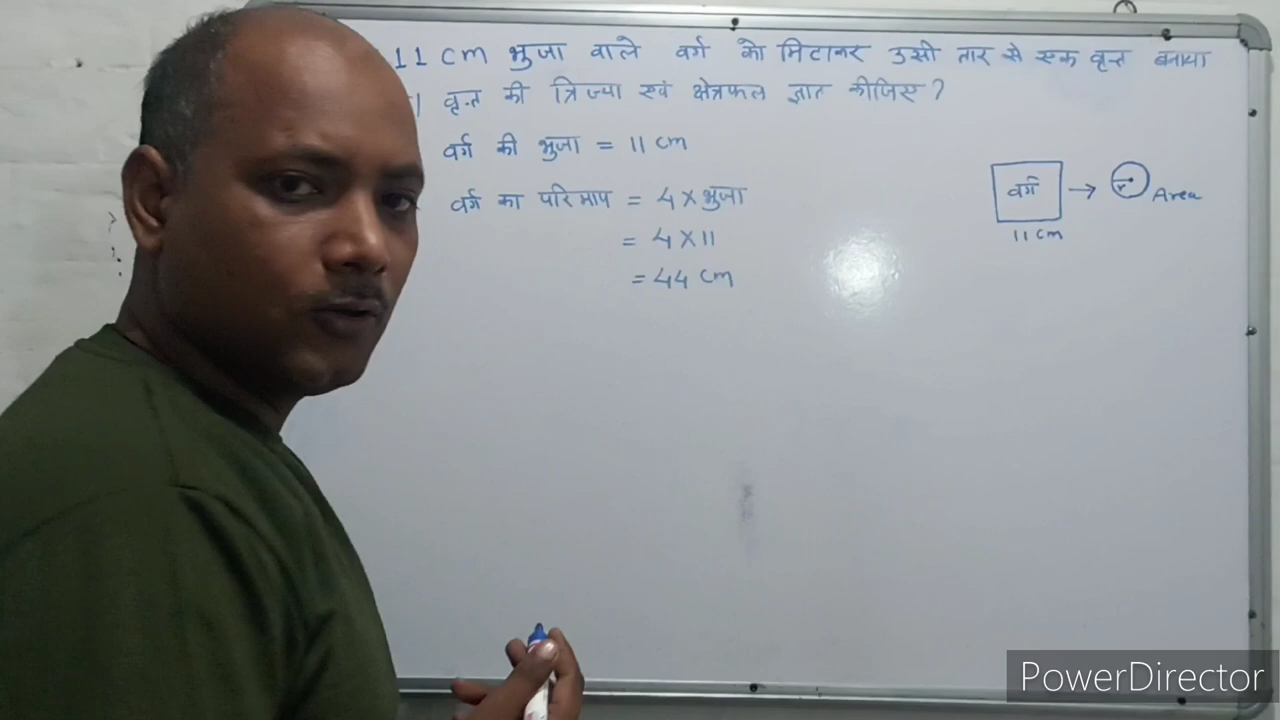 11 cm भुजा वाले वर्ग को मिटाकर उसी तार से एक वृत्त बनाया
। वृत्त की त्रिज्या एवं क्षेत्रफल ज्ञात कीजिए ?
वर्ग की भुजा = 11 cm
वर्ग का परिमाप = 4 × भुजा
= 4 × 11
= 44 cm
वर्ग → r Area
11 cm
PowerDirector